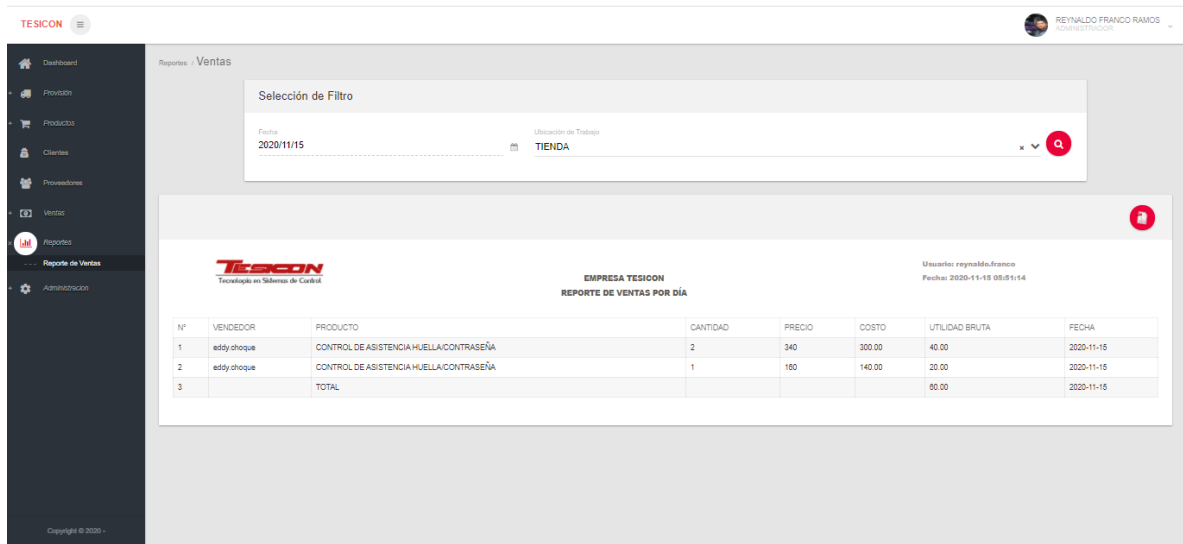 TESICON
REYNALDO FRANCO RAMOS
ADMINISTRADOR
Dashboard
Provisión
Productos
Clientes
Proveedores
Ventas
Reportes
Reporte de Ventas
Administracion
Copyright © 2020 -
Reportes / Ventas
Selección de Filtro
Fecha
2020/11/15
Ubicación de Trabajo
TIENDA
TESICON
Tecnología en Sistemas de Control
EMPRESA TESICON
REPORTE DE VENTAS POR DÍA
Usuario: reynaldo.franco
Fecha: 2020-11-15 05:51:14
N° VENDEDOR PRODUCTO CANTIDAD PRECIO COSTO UTILIDAD BRUTA FECHA
1 eddy.choque CONTROL DE ASISTENCIA HUELLA/CONTRASEÑA 2 340 300.00 40.00 2020-11-15
2 eddy.choque CONTROL DE ASISTENCIA HUELLA/CONTRASEÑA 1 160 140.00 20.00 2020-11-15
3 TOTAL 60.00 2020-11-15